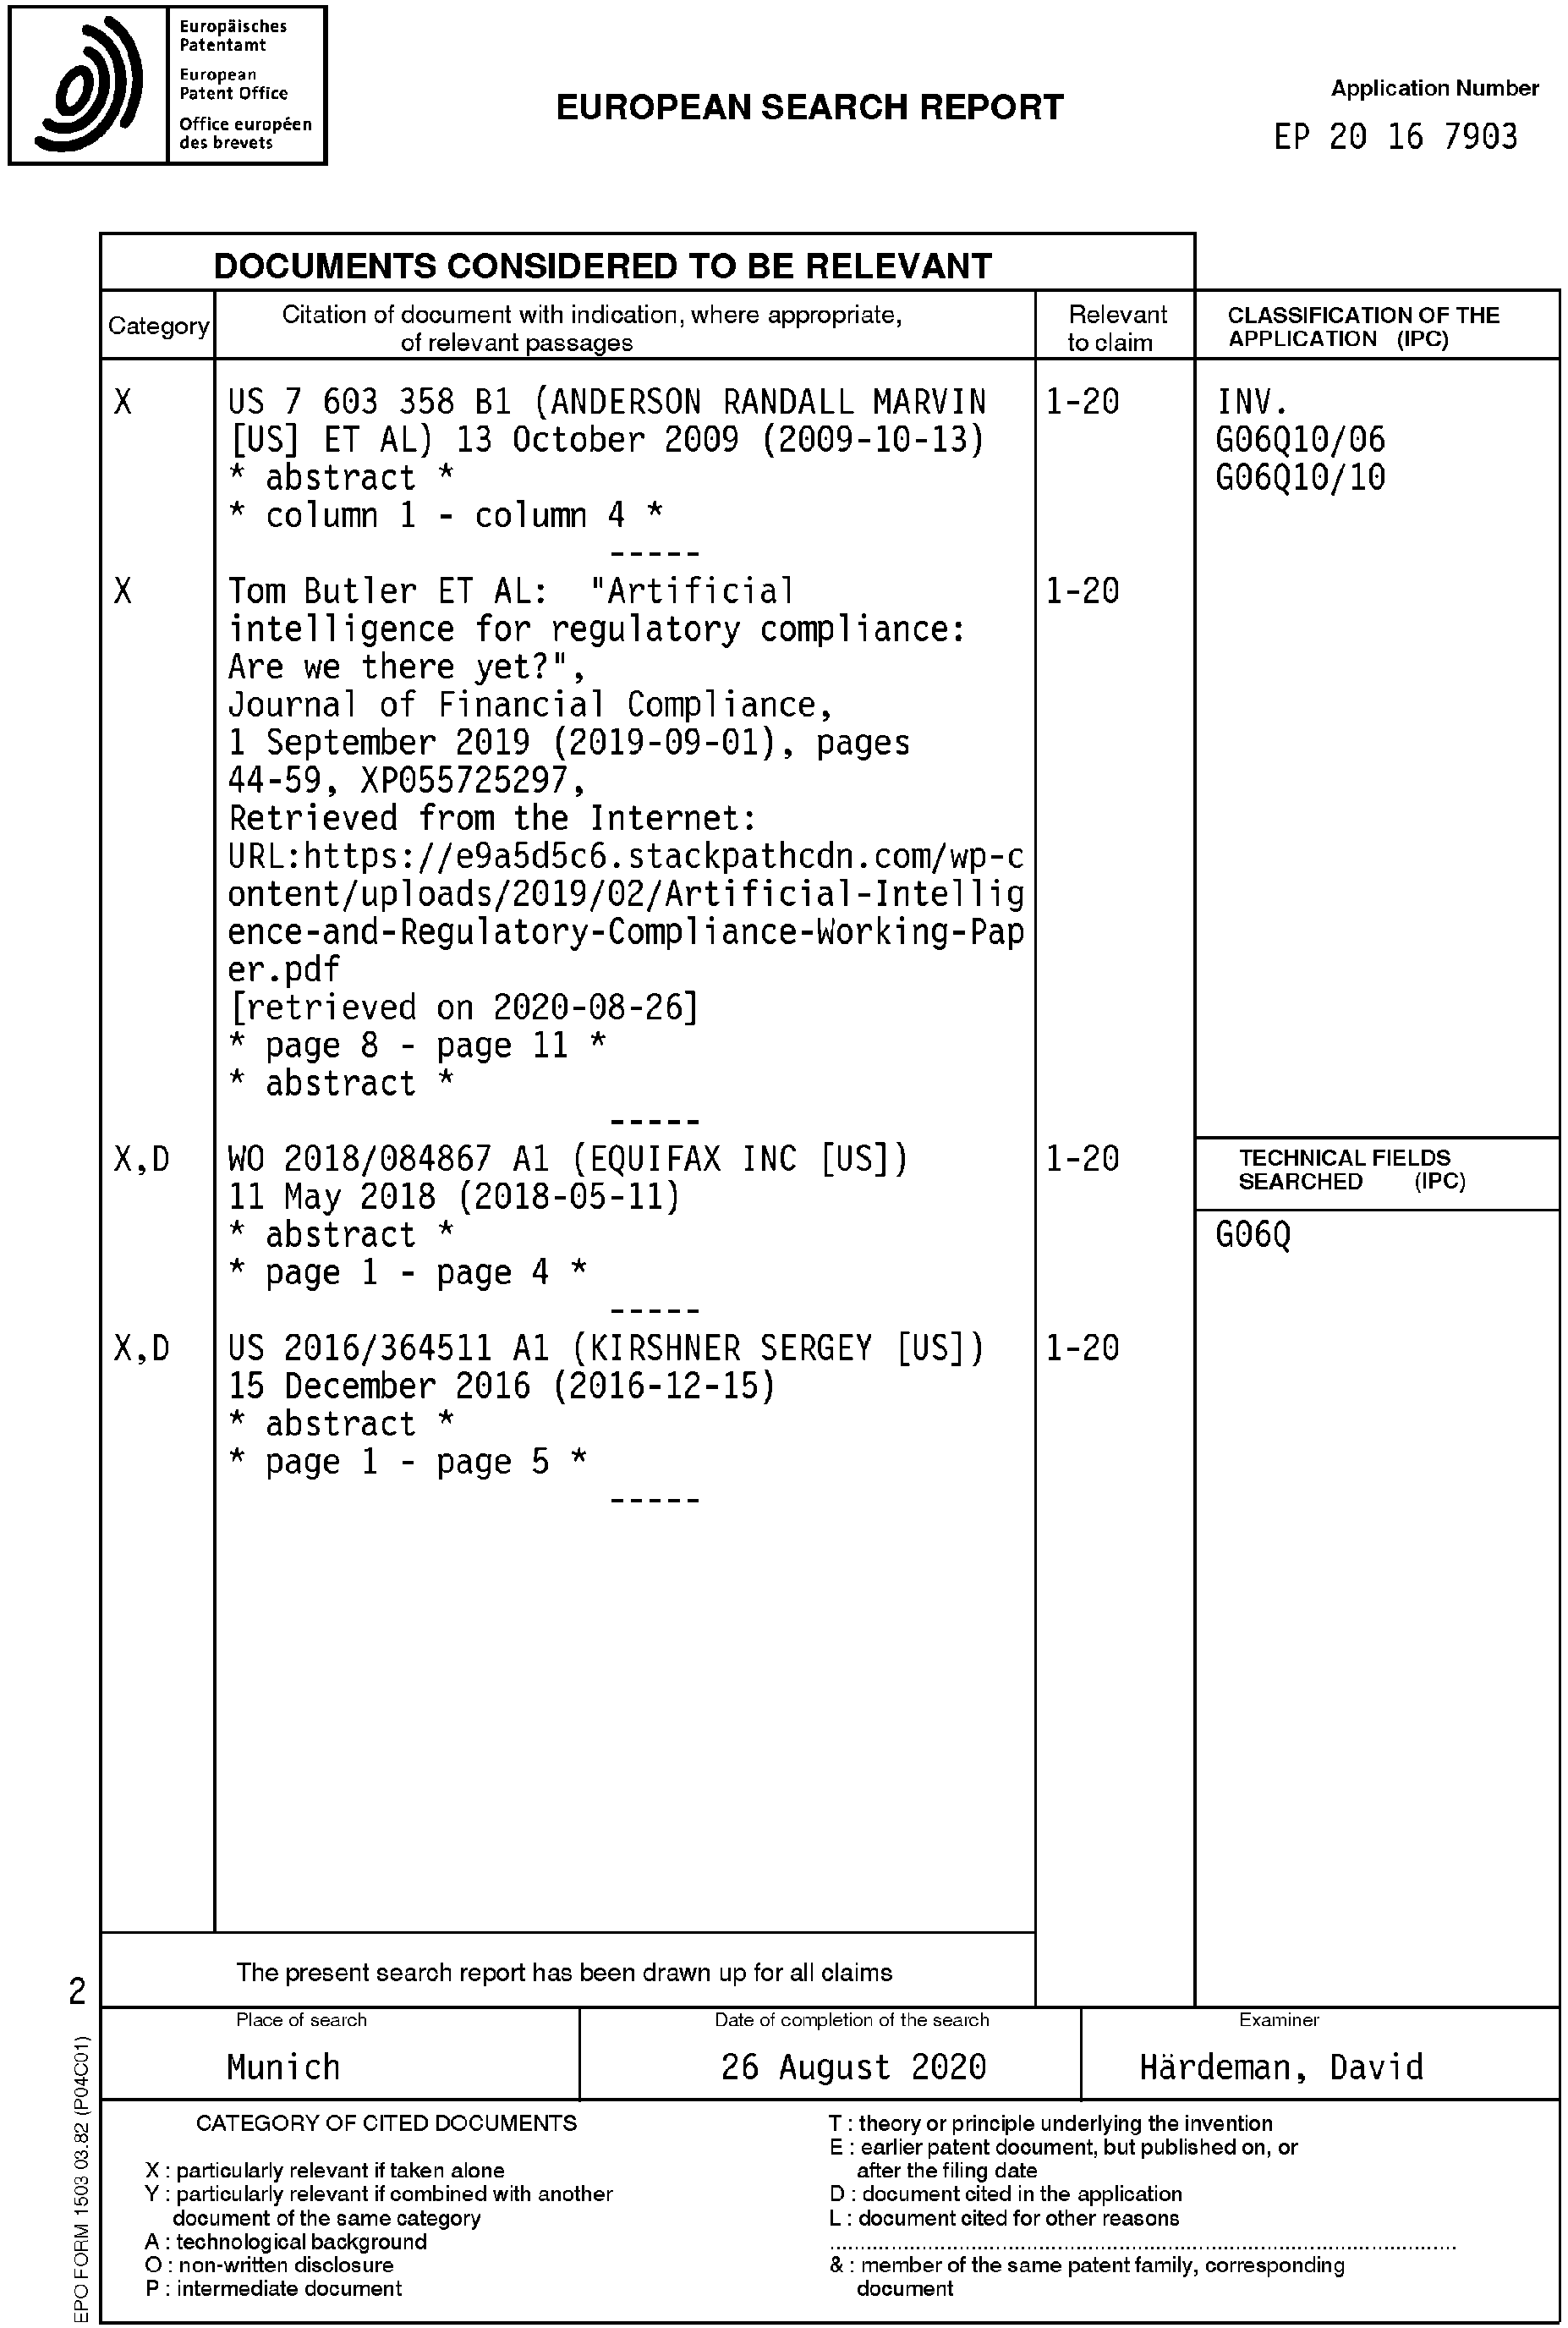 Europäisches
Patentamt
European
Patent Office
Office européen
des brevets
EUROPEAN SEARCH REPORT
Application Number
EP 20 16 7903
DOCUMENTS CONSIDERED TO BE RELEVANT
Category
Citation of document with indication, where appropriate,
of relevant passages
Relevant
to claim
CLASSIFICATION OF THE
APPLICATION (IPC)
X
US 7 603 358 B1 (ANDERSON RANDALL MARVIN
[US] ET AL) 13 October 2009 (2009-10-13)
* abstract *
* column 1 - column 4 *
-----
1-20
INV.
G06Q10/06
G06Q10/10
X
Tom Butler ET AL: "Artificial
intelligence for regulatory compliance:
Are we there yet?",
Journal of Financial Compliance,
1 September 2019 (2019-09-01), pages
44-59, XP055725297,
Retrieved from the Internet:
URL:https://e9a5d5c6.stackpathcdn.com/wp-c
ontent/uploads/2019/02/Artificial-Intellig
ence-and-Regulatory-Compliance-Working-Pap
er.pdf
[retrieved on 2020-08-26]
* page 8 - page 11 *
* abstract *
-----
1-20
X,D
WO 2018/084867 A1 (EQUIFAX INC [US])
11 May 2018 (2018-05-11)
* abstract *
* page 1 - page 4 *
-----
1-20
TECHNICAL FIELDS
SEARCHED (IPC)
G06Q
X,D
US 2016/364511 A1 (KIRSHNER SERGEY [US])
15 December 2016 (2016-12-15)
* abstract *
* page 1 - page 5 *
-----
1-20
The present search report has been drawn up for all claims
2
Place of search
Munich
Date of completion of the search
26 August 2020
Examiner
Härdeman, David
EPO FORM 1503 03.82 (P04C01)
CATEGORY OF CITED DOCUMENTS
X : particularly relevant if taken alone
Y : particularly relevant if combined with another
document of the same category
A : technological background
O : non-written disclosure
P : intermediate document
T : theory or principle underlying the invention
E : earlier patent document, but published on, or
after the filing date
D : document cited in the application
L : document cited for other reasons
& : member of the same patent family, corresponding
document